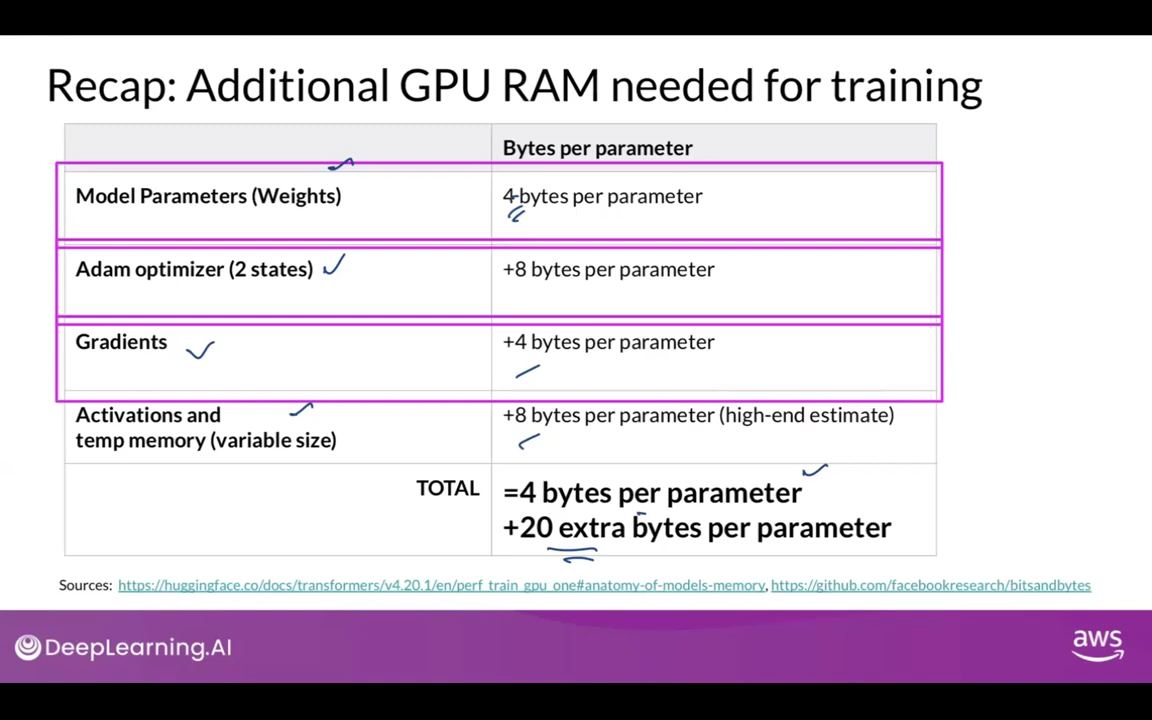 Recap: Additional GPU RAM needed for training
Bytes per parameter
Model Parameters (Weights)
4 bytes per parameter
Adam optimizer (2 states)
+8 bytes per parameter
Gradients
+4 bytes per parameter
Activations and
temp memory (variable size)
+8 bytes per parameter (high-end estimate)
TOTAL
=4 bytes per parameter
+20 extra bytes per parameter
Sources: https://huggingface.co/docs/transformers/v4.20.1/en/perf_train_gpu_one#anatomy-of-models-memory, https://github.com/facebookresearch/bitsandbytes
DeepLearning.AI
aws